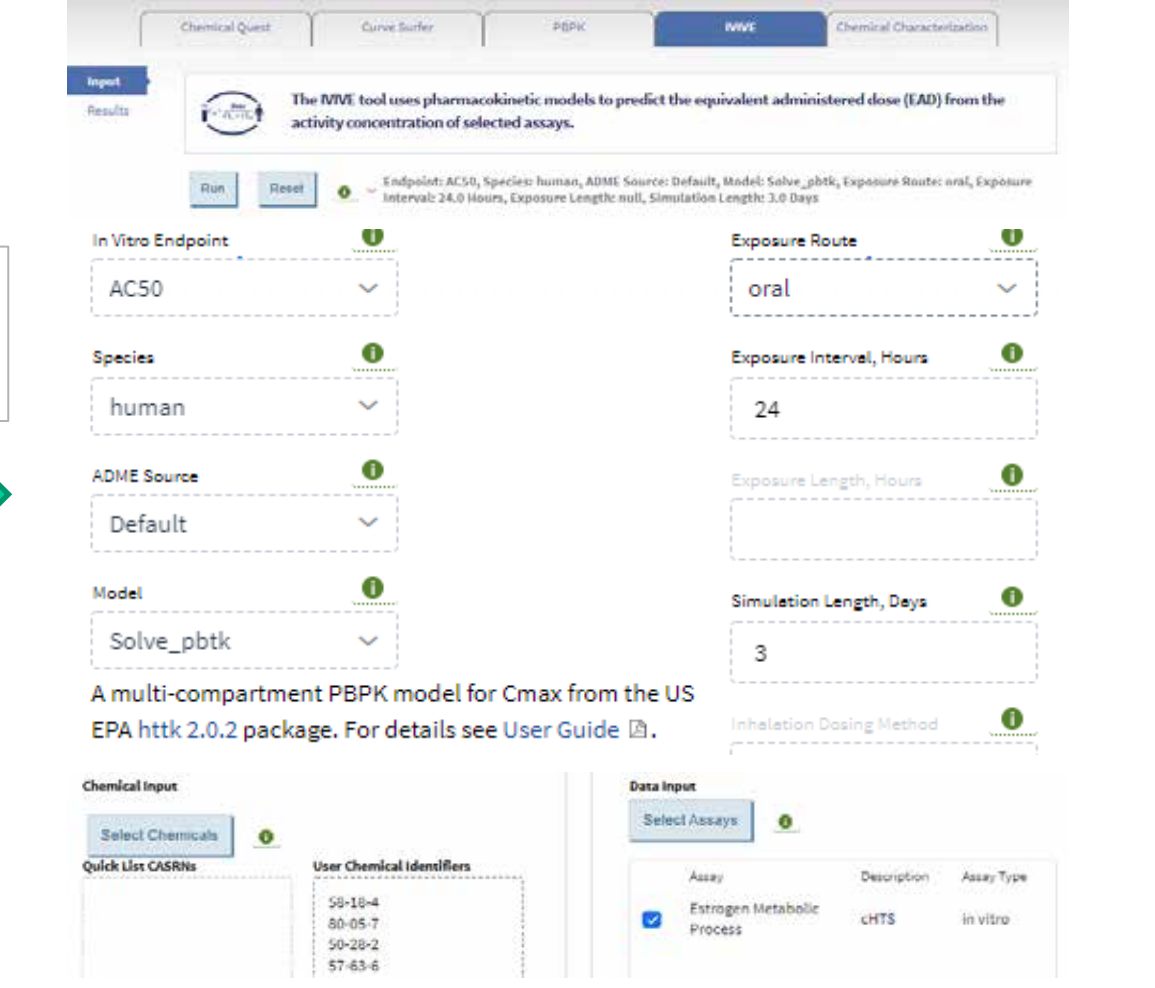 Chemical Quest
Curve Surfer
PBPK
IVIVE
Chemical Characterization
Input
Results
The IVIVE tool uses pharmacokinetic models to predict the equivalent administered dose (EAD) from the
activity concentration of selected assays.
Run
Reset
Endpoint: AC50, Species: human, ADME Source: Default, Model: Solve_pbtk, Exposure Route: oral, Exposure
Interval: 24.0 Hours, Exposure Length: null, Simulation Length: 3.0 Days
In Vitro Endpoint
AC50
Species
human
ADME Source
Default
Model
Solve_pbtk
A multi-compartment PBPK model for Cmax from the US
EPA httk 2.0.2 package. For details see User Guide .
Exposure Route
oral
Exposure Interval, Hours
24
Exposure Length, Hours
Simulation Length, Days
3
Inhalation Dosing Method
Chemical Input
Select Chemicals
Quick List CASRNs
User Chemical Identifiers
58-18-4
80-05-7
50-28-2
57-63-6
Data Input
Select Assays
Assay
Description
Assay Type
Estrogen Metabolic
Process
cHTS
in vitro